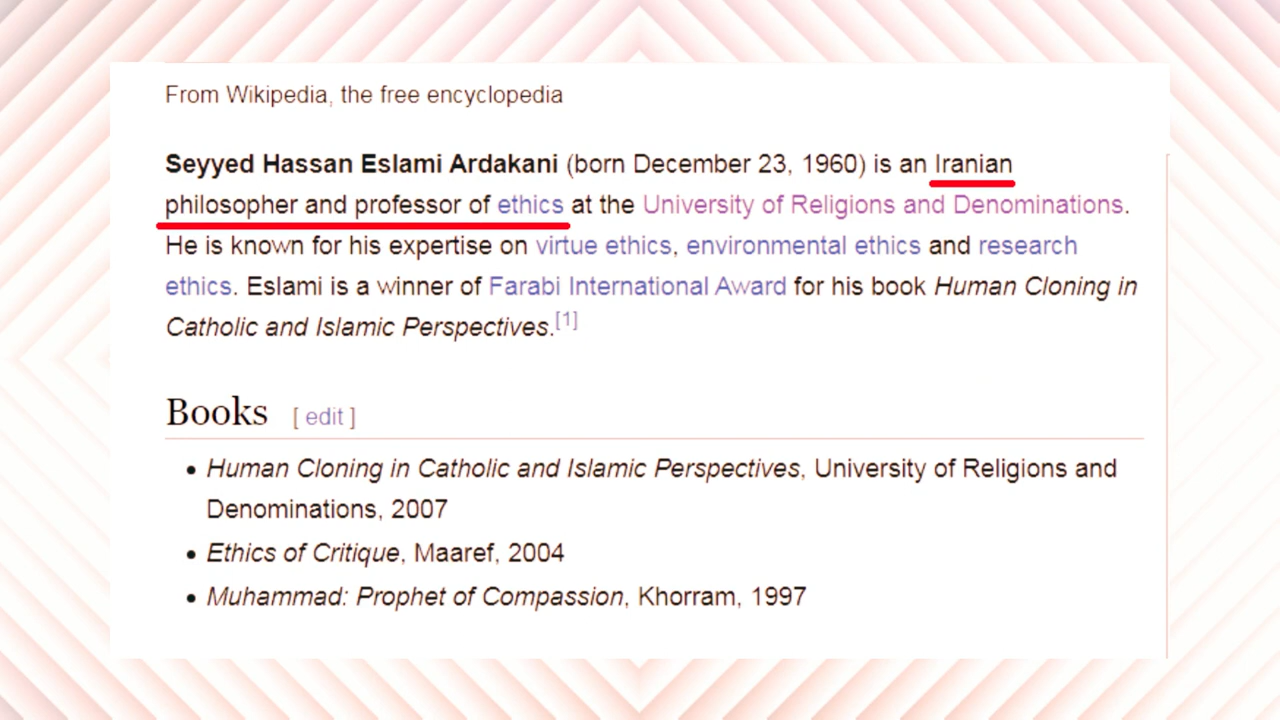 From Wikipedia, the free encyclopedia
Seyyed Hassan Eslami Ardakani (born December 23, 1960) is an Iranian
philosopher and professor of ethics at the University of Religions and Denominations.
He is known for his expertise on virtue ethics, environmental ethics and research
ethics. Eslami is a winner of Farabi International Award for his book Human Cloning in
Catholic and Islamic Perspectives.[1]
Books [ edit ]
• Human Cloning in Catholic and Islamic Perspectives, University of Religions and
Denominations, 2007
• Ethics of Critique, Maaref, 2004
• Muhammad: Prophet of Compassion, Khorram, 1997